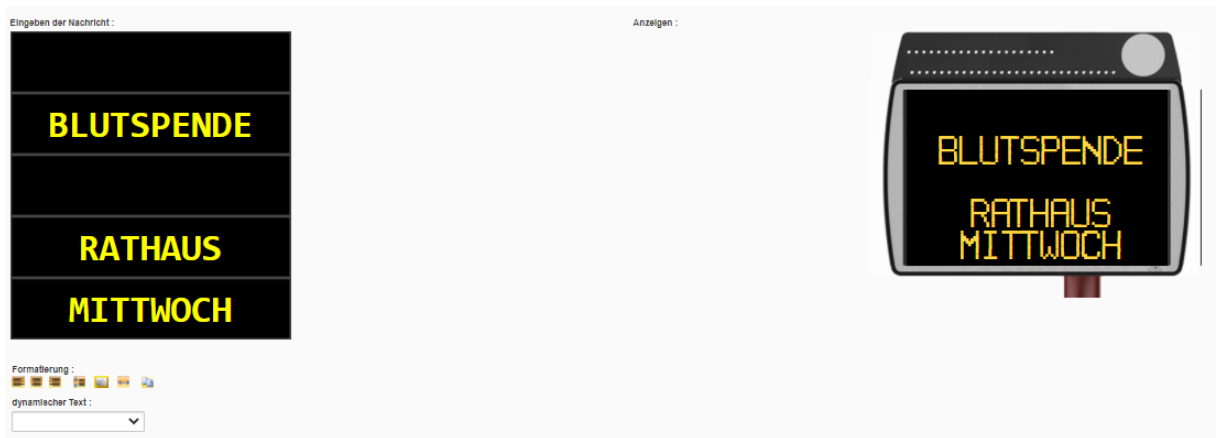 Eingeben der Nachricht :
BLUTSPENDE
RATHAUS
MITTWOCH
Formatierung :
dynamischer Text :
Anzeigen :
BLUTSPENDE
RATHAUS
MITTWOCH